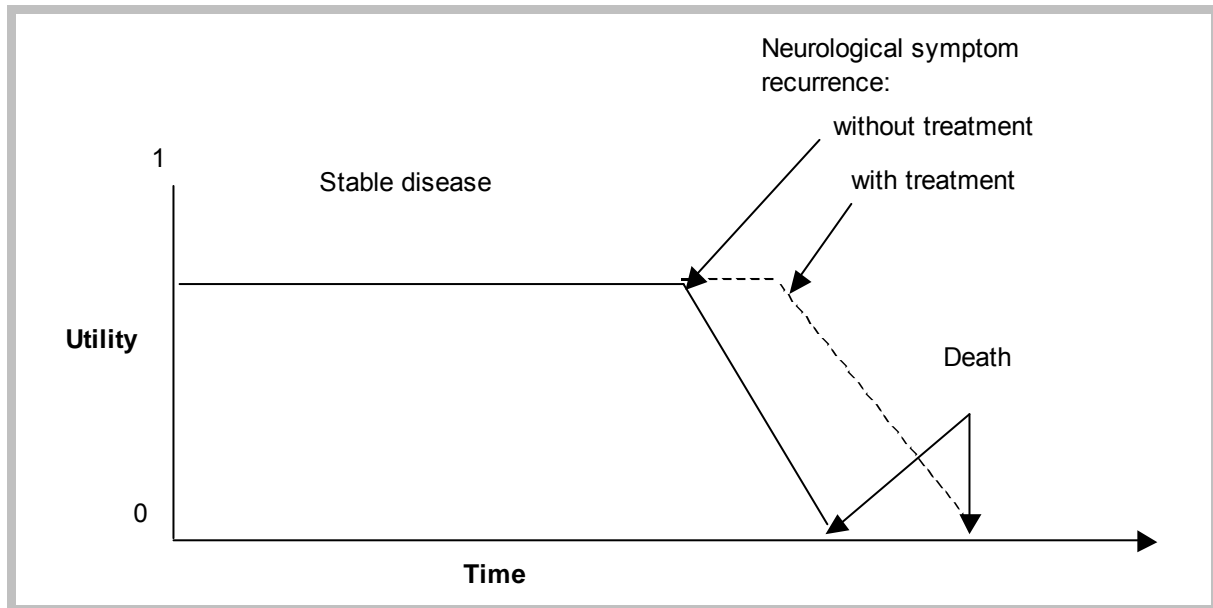 Neurological symptom
recurrence:
without treatment
with treatment
1
Stable disease
Utility
Death
0
Time